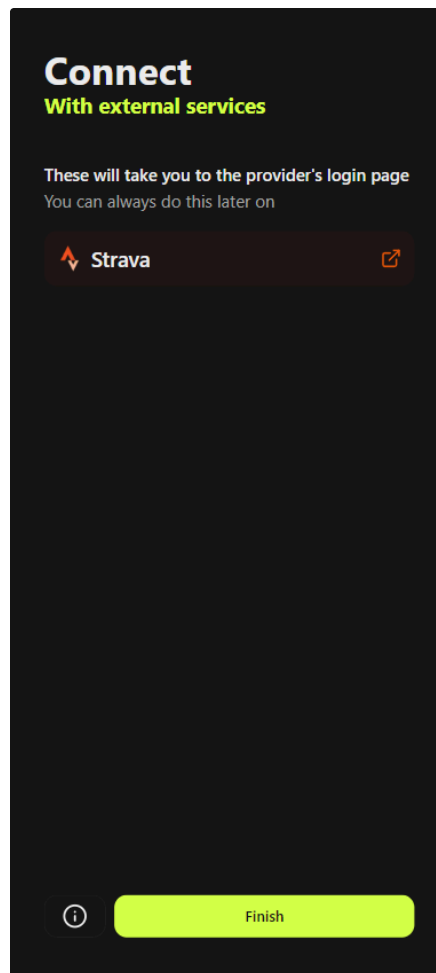 Connect
With external services
These will take you to the provider's login page
You can always do this later on
Strava
Finish